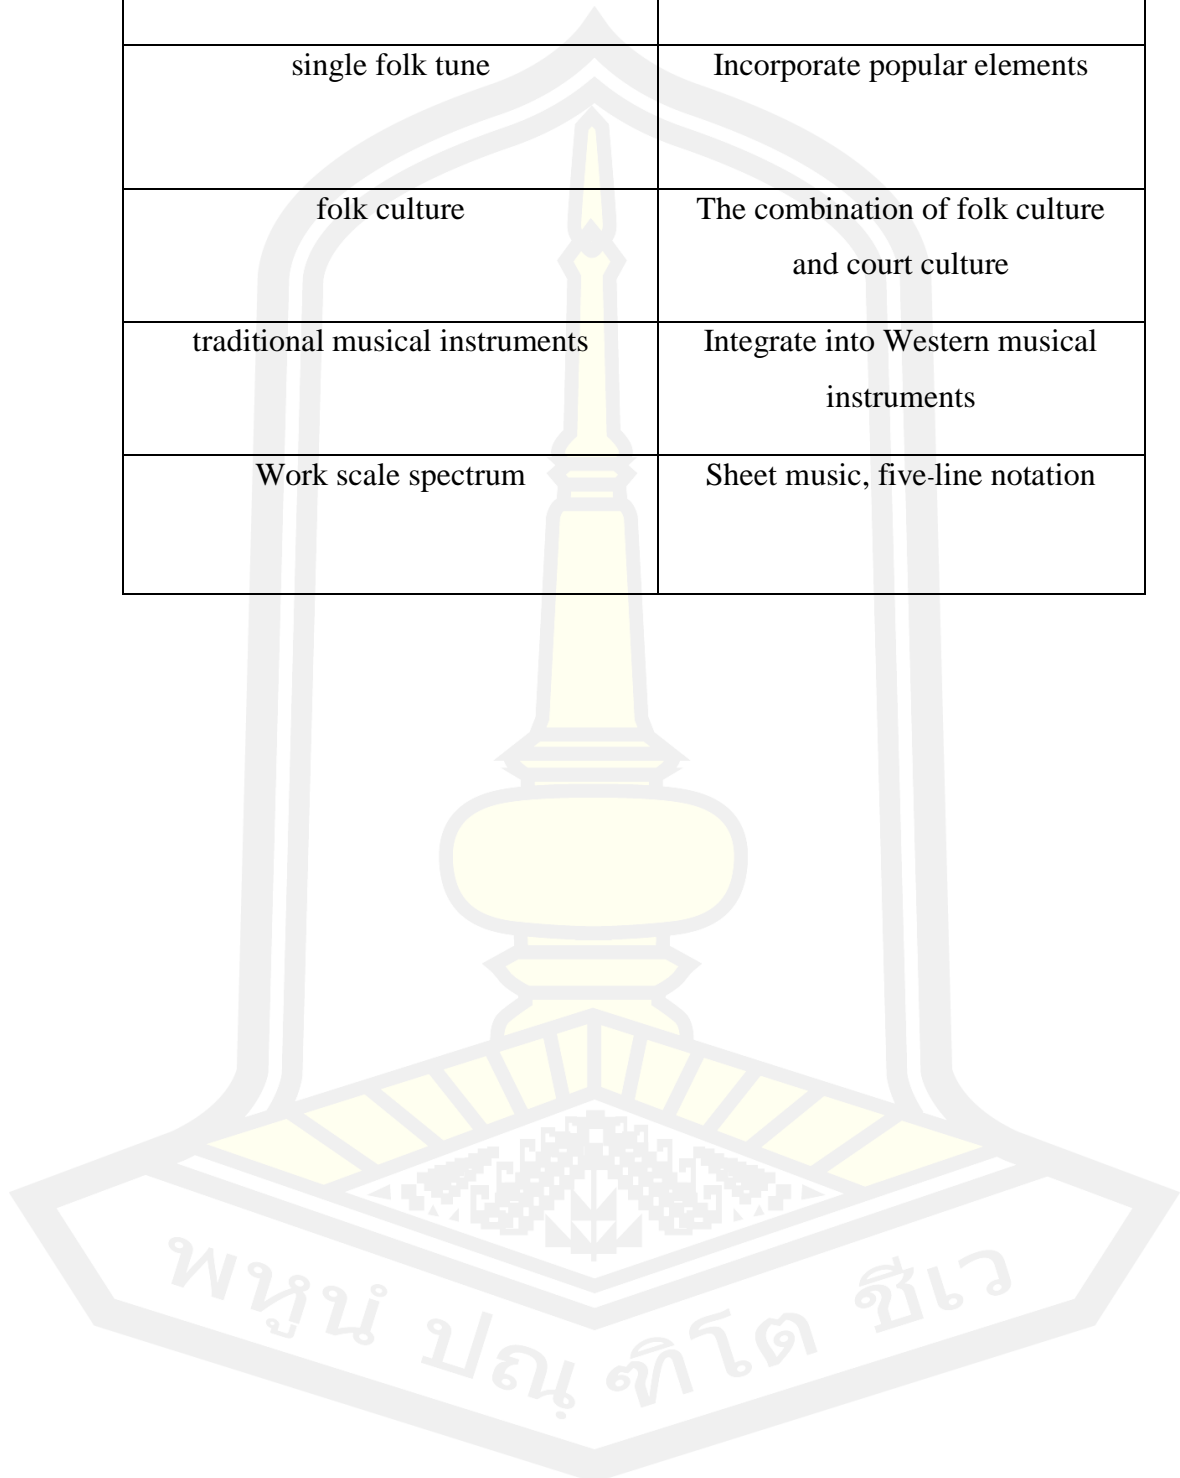 single folk tune
Incorporate popular elements
folk culture
The combination of folk culture
and court culture
traditional musical instruments
Integrate into Western musical
instruments
Work scale spectrum
Sheet music, five-line notation
พหูนํ ปณฺฑิโต ชีเว